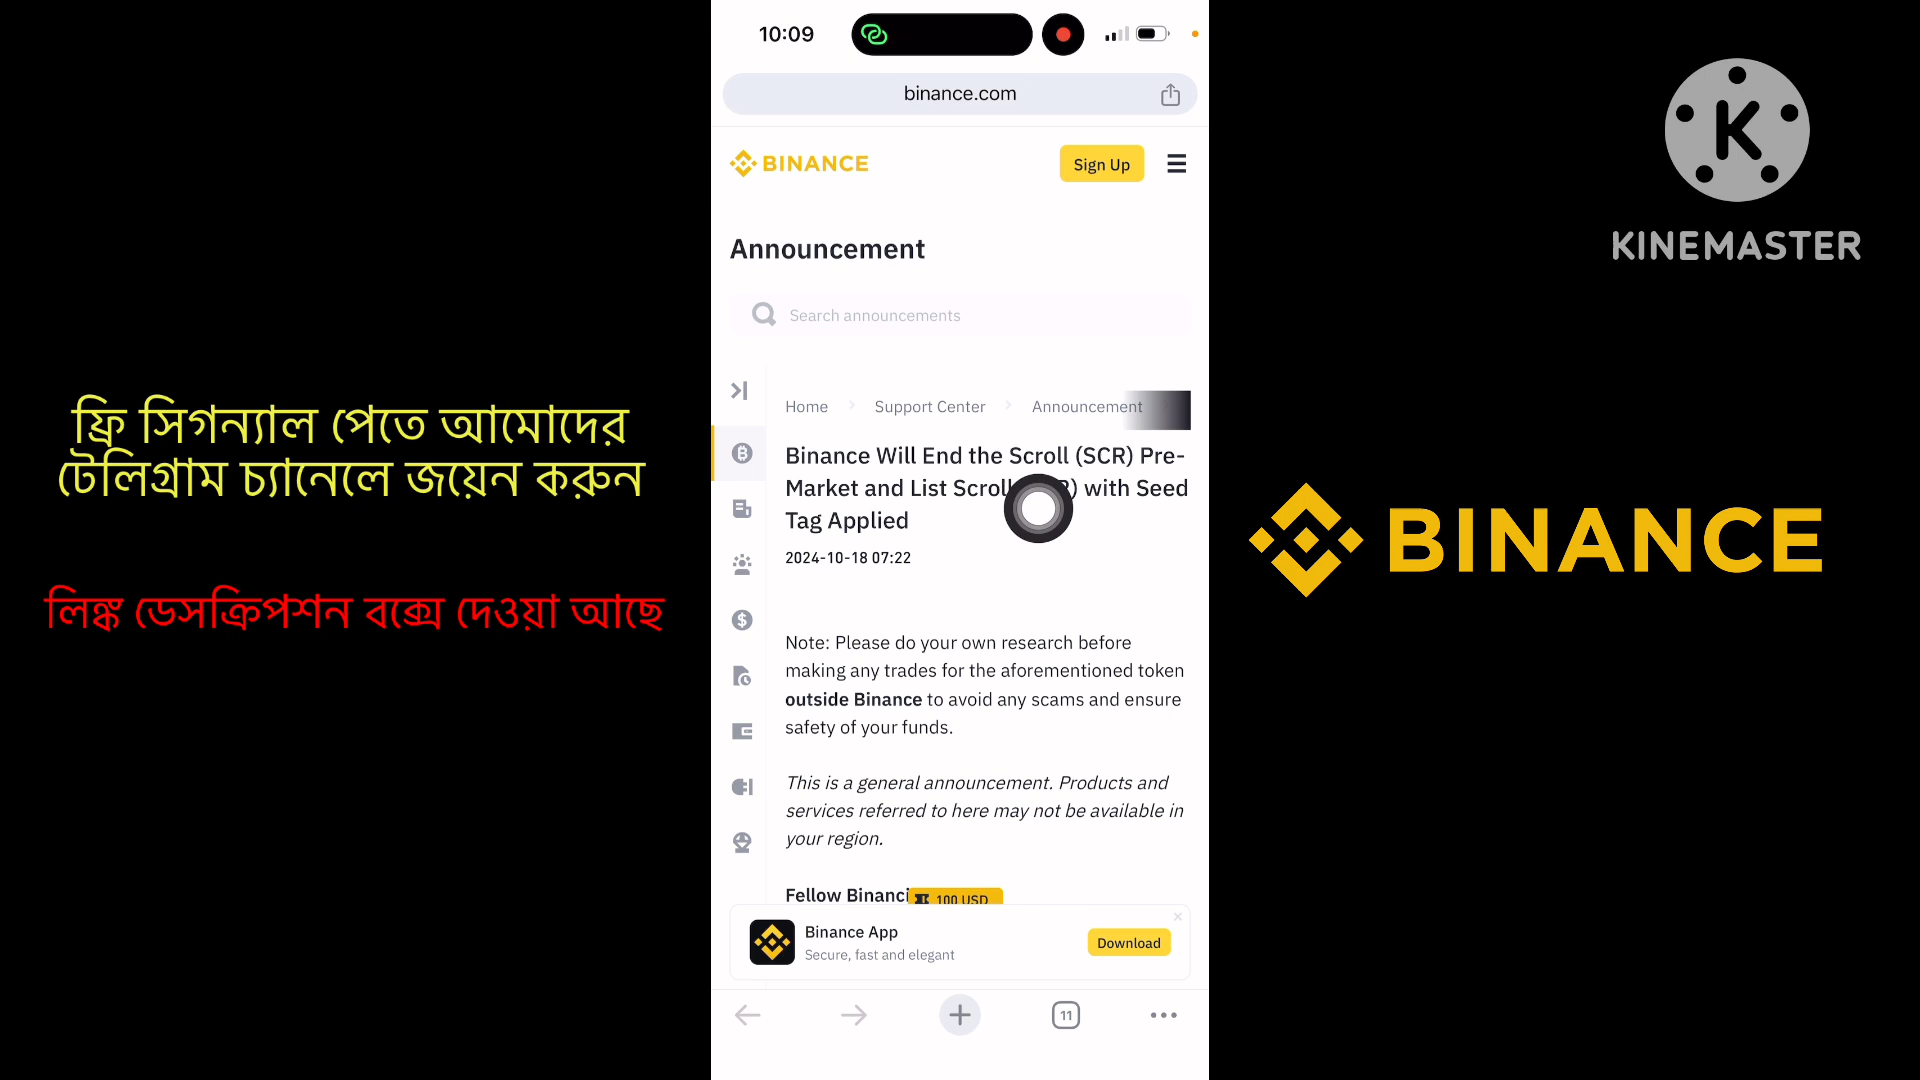 ফ্রি সিগন্যাল পেতে আমোদের
টেলিগ্রাম চ্যানেলে জয়েন করুন
লিঙ্ক ডেসক্রিপশন বক্সে দেওয়া আছে
10:09
binance.com
BINANCE
Sign Up
Announcement
Search announcements
Home
Support Center
Announcement
Binance Will End the Scroll (SCR) Pre-
Market and List Scroll with Seed
Tag Applied
2024-10-18 07:22
Note: Please do your own research before
making any trades for the aforementioned token
outside Binance to avoid any scams and ensure
safety of your funds.
This is a general announcement. Products and
services referred to here may not be available in
your region.
Fellow Binanci
100 USD
Binance App
Secure, fast and elegant
Download
11
K
KINEMASTER
BINANCE